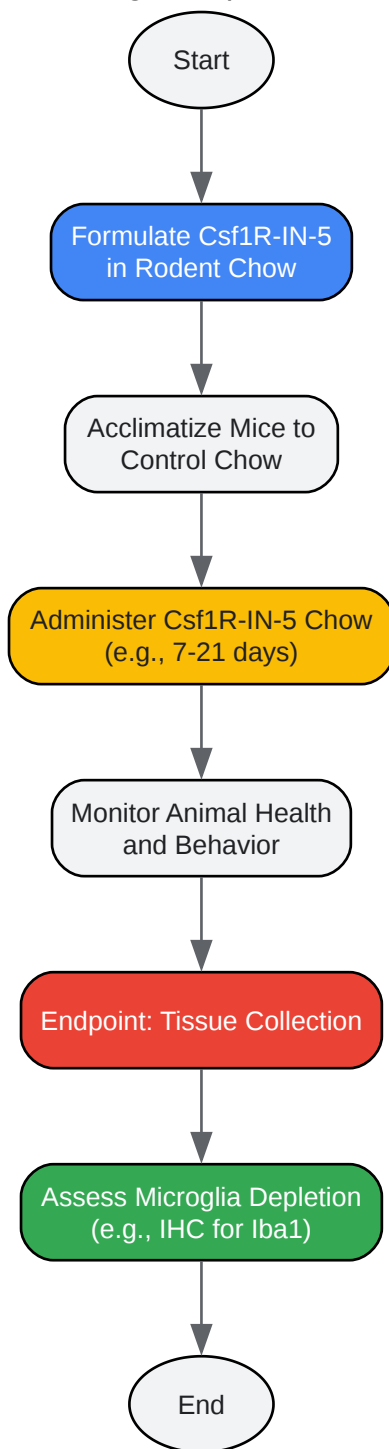 Start
Formulate Csf1R-IN-5
in Rodent Chow
Acclimatize Mice to
Control Chow
Administer Csf1R-IN-5 Chow
(e.g., 7-21 days)
Monitor Animal Health
and Behavior
Endpoint: Tissue Collection
Assess Microglia Depletion
(e.g., IHC for Iba1)
End